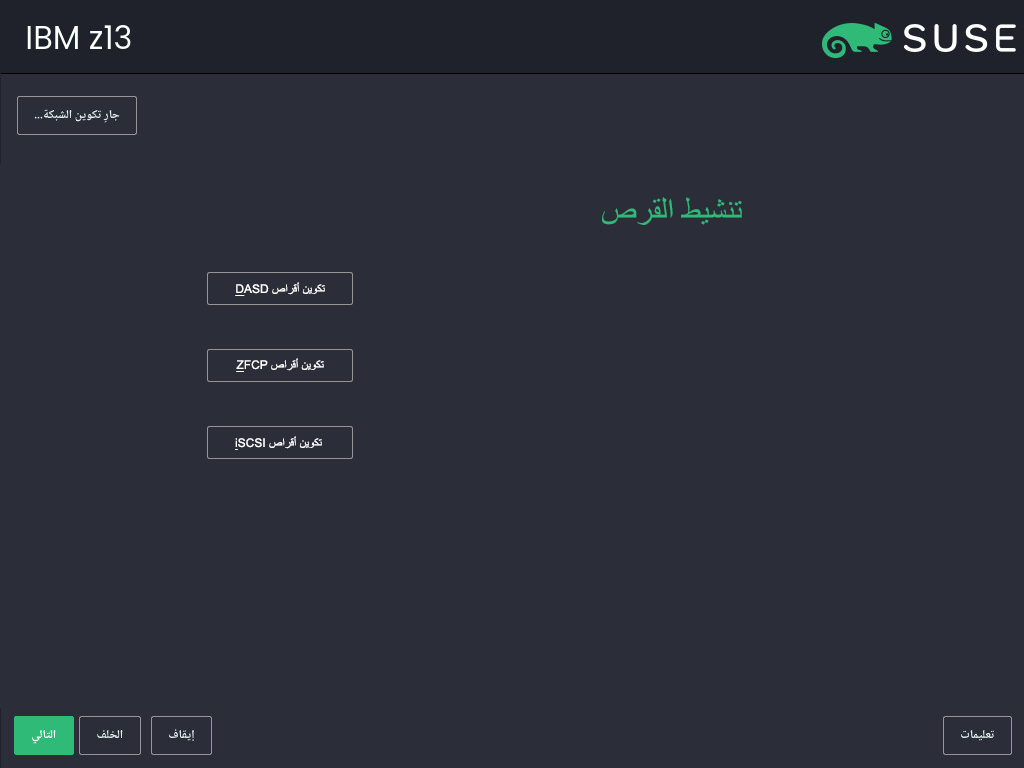 IBM z13
SUSE
جارِ تكوين الشبكة...
تنشيط القرص
تكوين أقراص DASD
تكوين أقراص ZFCP
تكوين أقراص iSCSI
تعليمات
إيقاف
الخلف
التالي